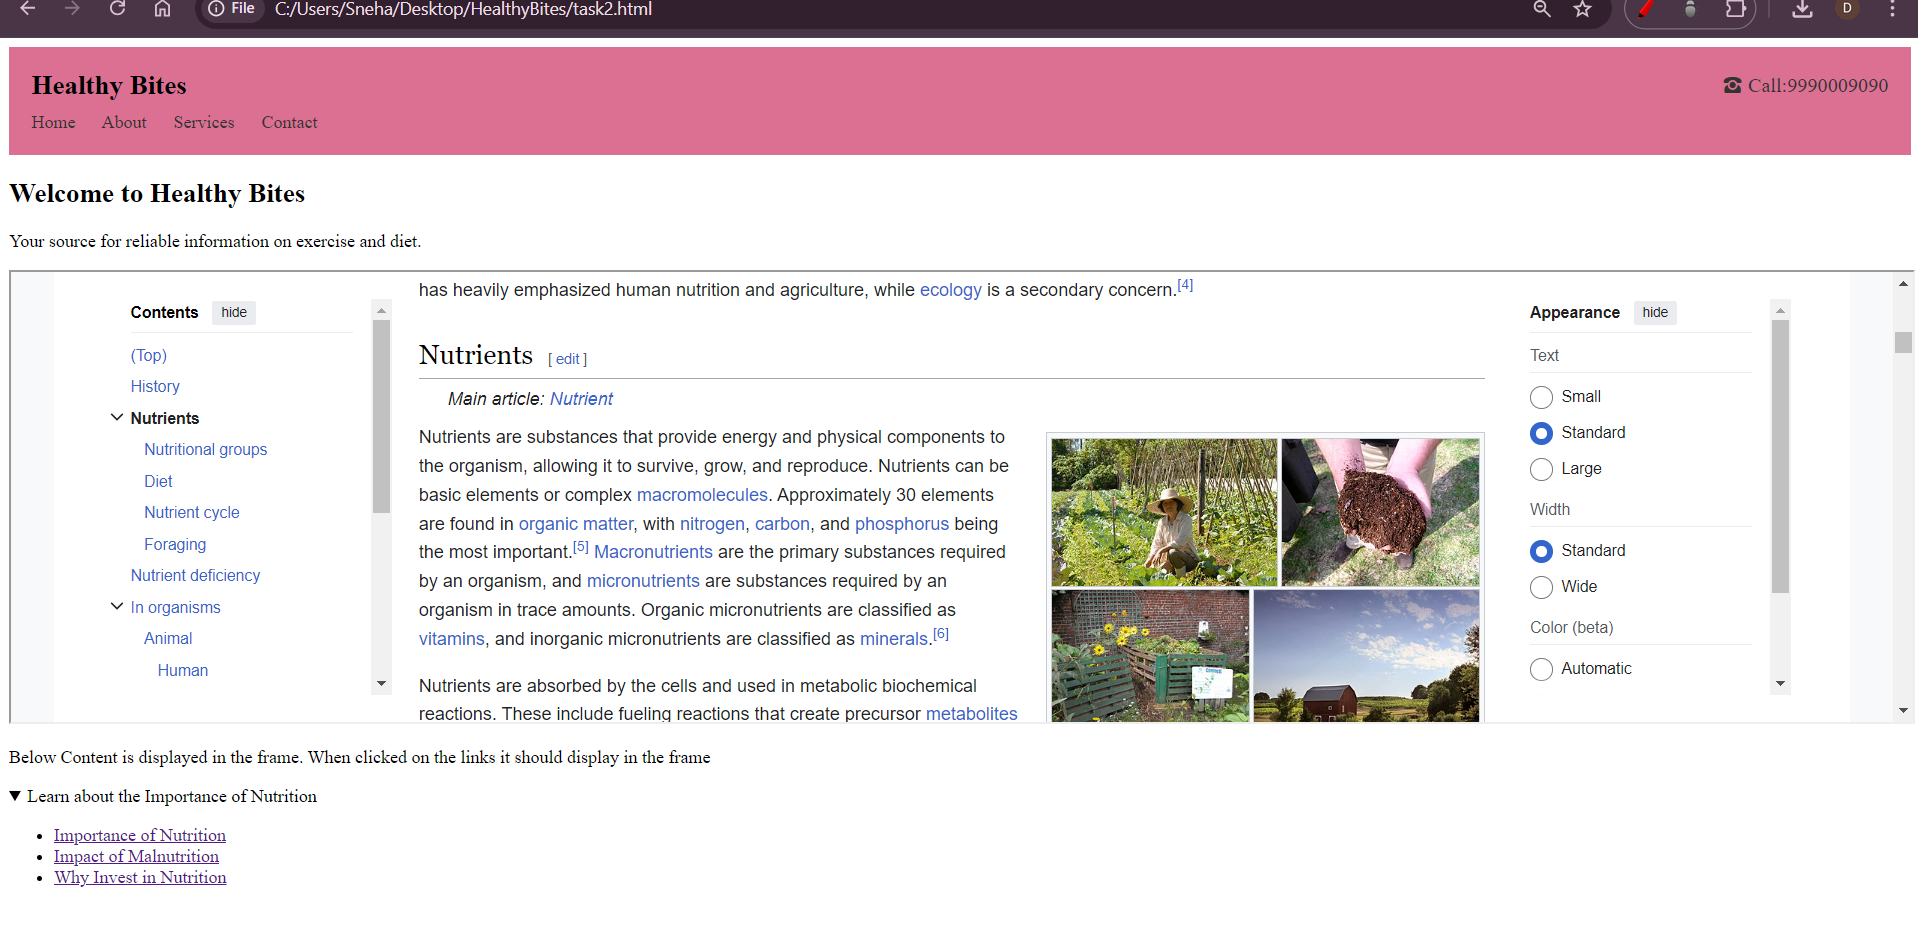 File C:/Users/Sneha/Desktop/HealthyBites/task2.html D
Healthy Bites
☎ Call:9990009090
Home About Services Contact
Welcome to Healthy Bites
Your source for reliable information on exercise and diet.
Contents hide
(Top)
History
Nutrients
Nutritional groups
Diet
Nutrient cycle
Foraging
Nutrient deficiency
In organisms
Animal
Human
has heavily emphasized human nutrition and agriculture, while ecology is a secondary concern.[4]
Nutrients [ edit ]
Main article: Nutrient
Nutrients are substances that provide energy and physical components to
the organism, allowing it to survive, grow, and reproduce. Nutrients can be
basic elements or complex macromolecules. Approximately 30 elements
are found in organic matter, with nitrogen, carbon, and phosphorus being
the most important.[5] Macronutrients are the primary substances required
by an organism, and micronutrients are substances required by an
organism in trace amounts. Organic micronutrients are classified as
vitamins, and inorganic micronutrients are classified as minerals.[6]
Nutrients are absorbed by the cells and used in metabolic biochemical
reactions. These include fueling reactions that create precursor metabolites
Appearance hide
Text
Small
Standard
Large
Width
Standard
Wide
Color (beta)
Automatic
Below Content is displayed in the frame. When clicked on the links it should display in the frame
▼ Learn about the Importance of Nutrition
• Importance of Nutrition
• Impact of Malnutrition
• Why Invest in Nutrition